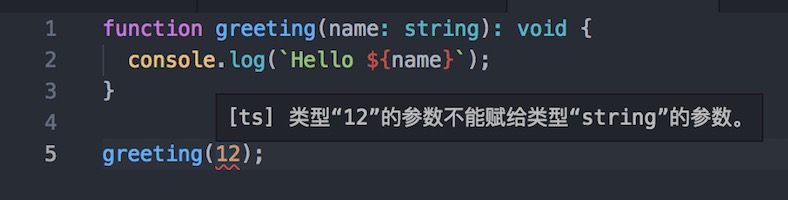 1 function greeting(name: string): void {
2   console.log(`Hello ${name}`);
3 }
[ts] 类型“12”的参数不能赋给类型“string”的参数。
4
5 greeting(12);